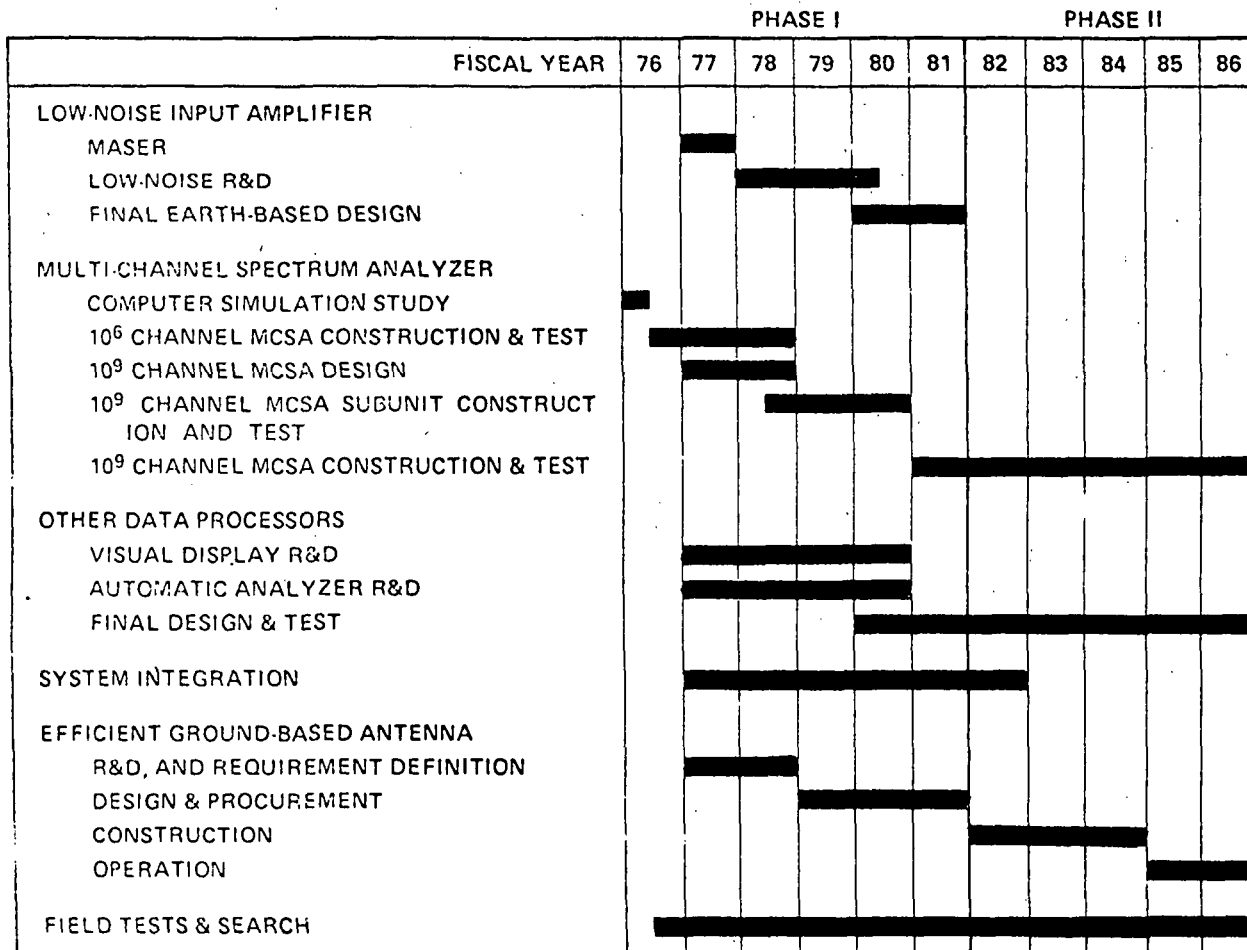 PHASE I PHASE II
FISCAL YEAR 76 77 78 79 80 81 82 83 84 85 86
LOW-NOISE INPUT AMPLIFIER
MASER
LOW-NOISE R&D
FINAL EARTH-BASED DESIGN
MULTI-CHANNEL SPECTRUM ANALYZER
COMPUTER SIMULATION STUDY
10⁶ CHANNEL MCSA CONSTRUCTION & TEST
10⁹ CHANNEL MCSA DESIGN
10⁹ CHANNEL MCSA SUBUNIT CONSTRUCT
ION AND TEST
10⁹ CHANNEL MCSA CONSTRUCTION & TEST
OTHER DATA PROCESSORS
VISUAL DISPLAY R&D
AUTOMATIC ANALYZER R&D
FINAL DESIGN & TEST
SYSTEM INTEGRATION
EFFICIENT GROUND-BASED ANTENNA
R&D, AND REQUIREMENT DEFINITION
DESIGN & PROCUREMENT
CONSTRUCTION
OPERATION
FIELD TESTS & SEARCH